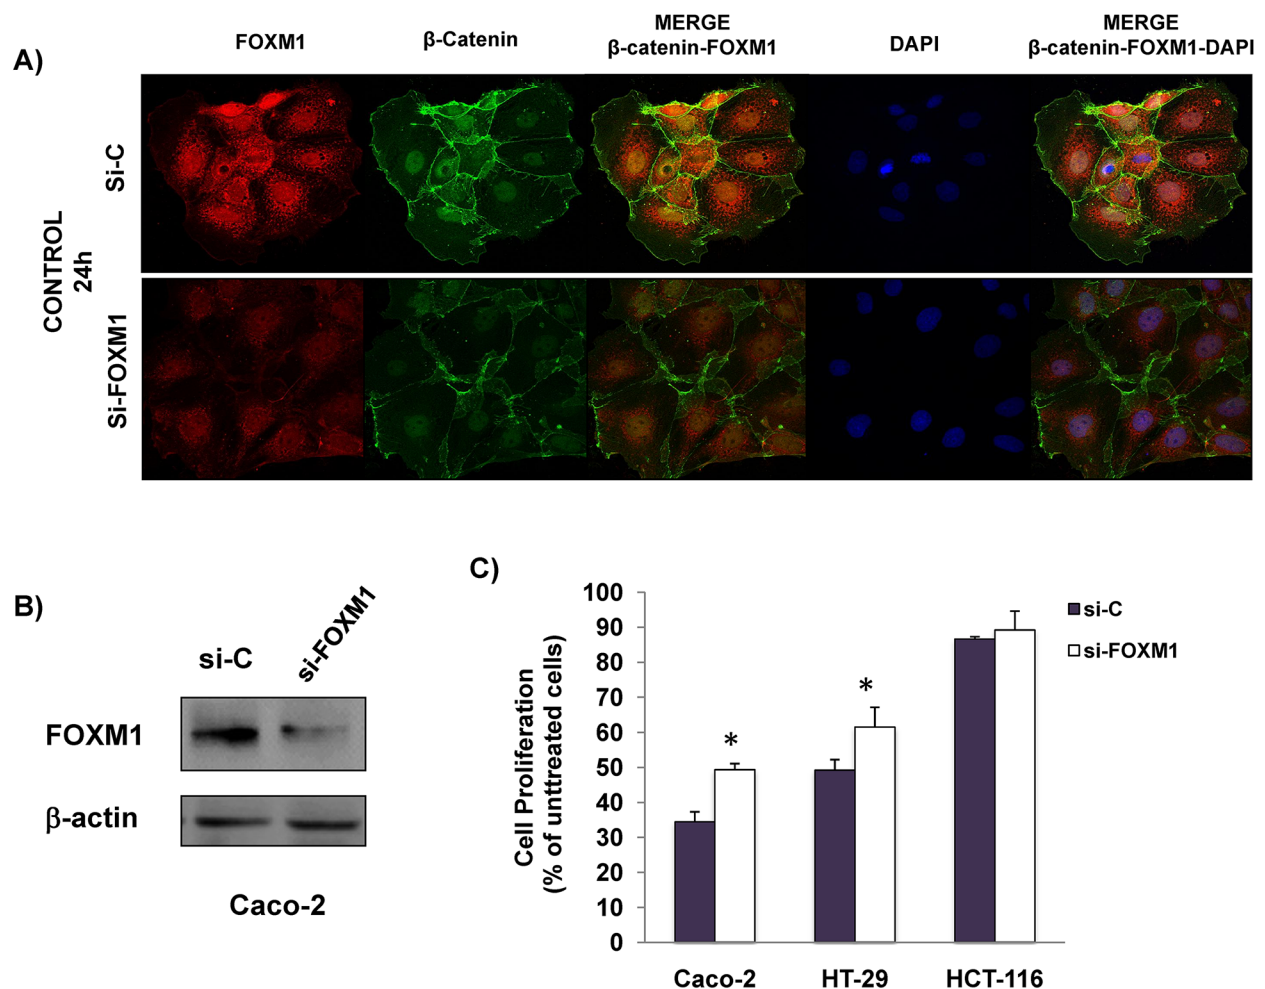 A)
FOXM1
β-Catenin
MERGE
β-catenin-FOXM1
DAPI
MERGE
β-catenin-FOXM1-DAPI
CONTROL
24h
Si-C
Si-FOXM1
B)
si-C
si-FOXM1
FOXM1
β-actin
Caco-2
C)
Cell Proliferation
(% of unttreated cells)
100
90
80
70
60
50
40
30
20
10
0
*
*
si-C
si-FOXM1
Caco-2
HT-29
HCT-116